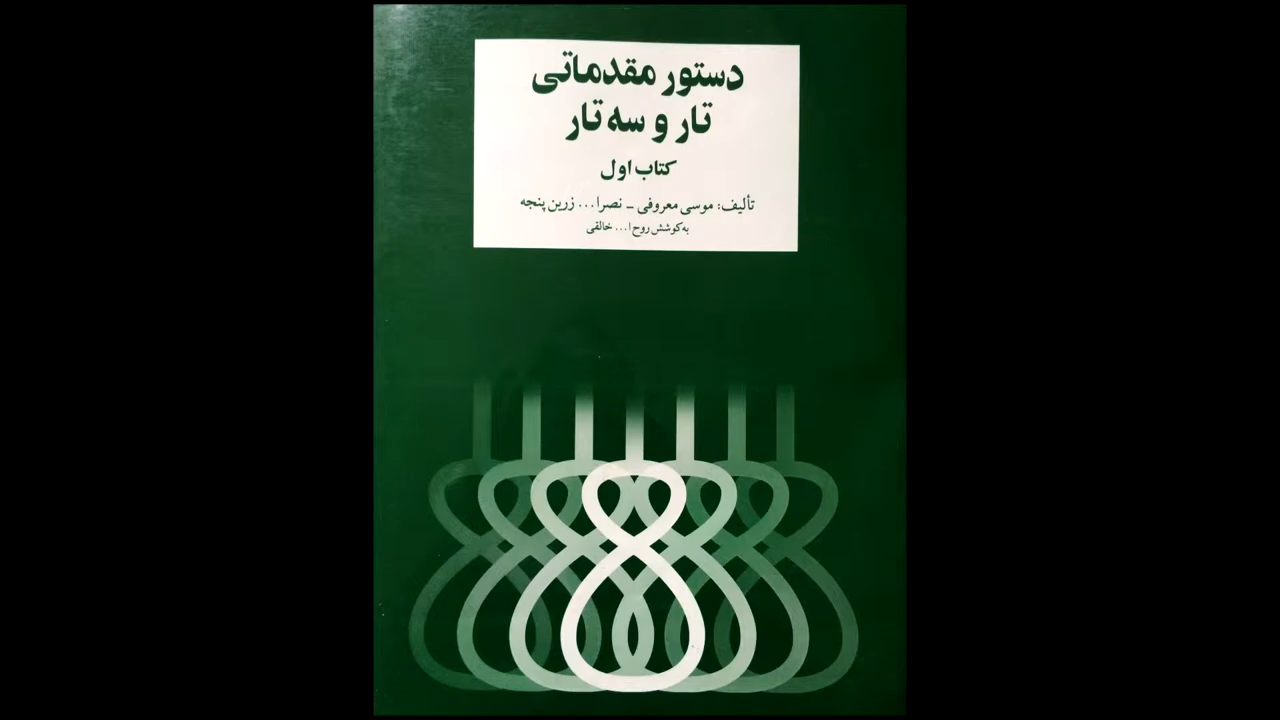 دستور مقدماتی
تار و سه تار
کتاب اول
تألیف: موسی معروفی ـ نصرا... زرین پنجه
به کوشش روح ا... خالقی